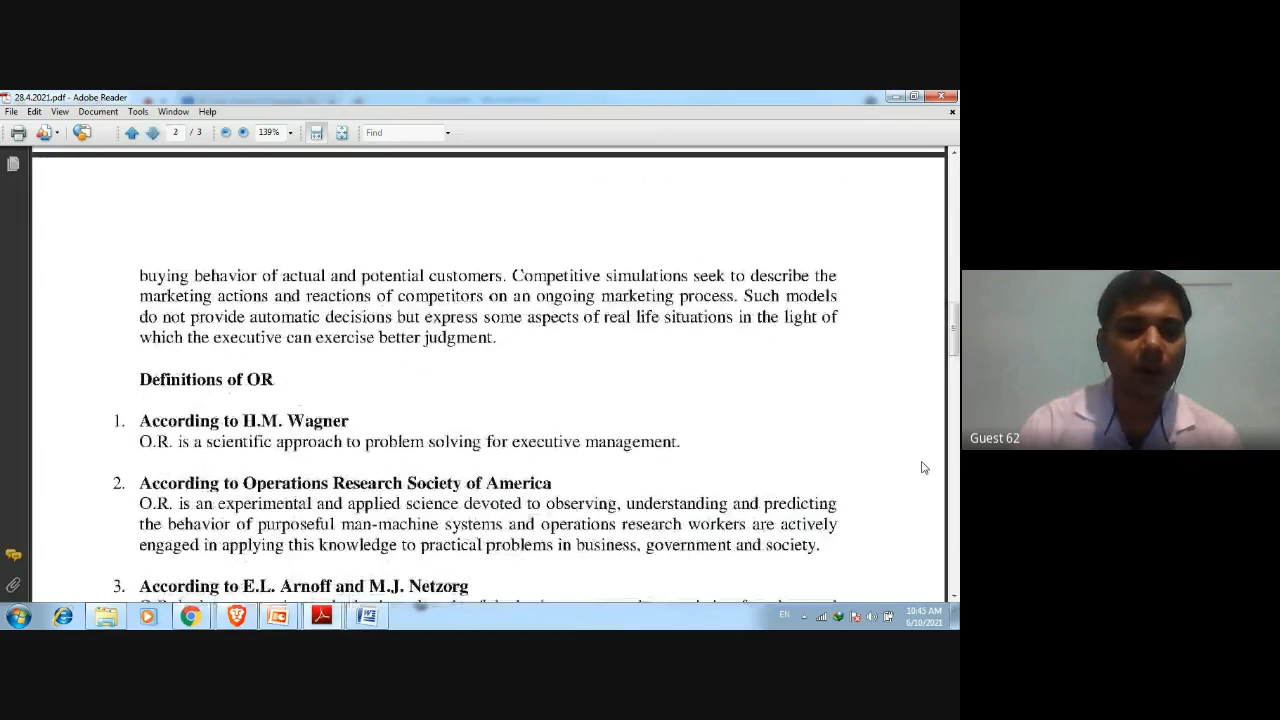 28.4.2021.pdf - Adobe Reader
File Edit View Document Tools Window Help
2 / 3 139% Find
buying behavior of actual and potential customers. Competitive simulations seek to describe the
marketing actions and reactions of competitors on an ongoing marketing process. Such models
do not provide automatic decisions but express some aspects of real life situations in the light of
which the executive can exercise better judgment.
Definitions of OR
1. According to H.M. Wagner
O.R. is a scientific approach to problem solving for executive management.
2. According to Operations Research Society of America
O.R. is an experimental and applied science devoted to observing, understanding and predicting
the behavior of purposeful man-machine systems and operations research workers are actively
engaged in applying this knowledge to practical problems in business, government and society.
3. According to E.L. Arnoff and M.J. Netzorg
Guest 62
EN
10:45 AM
6/10/2021